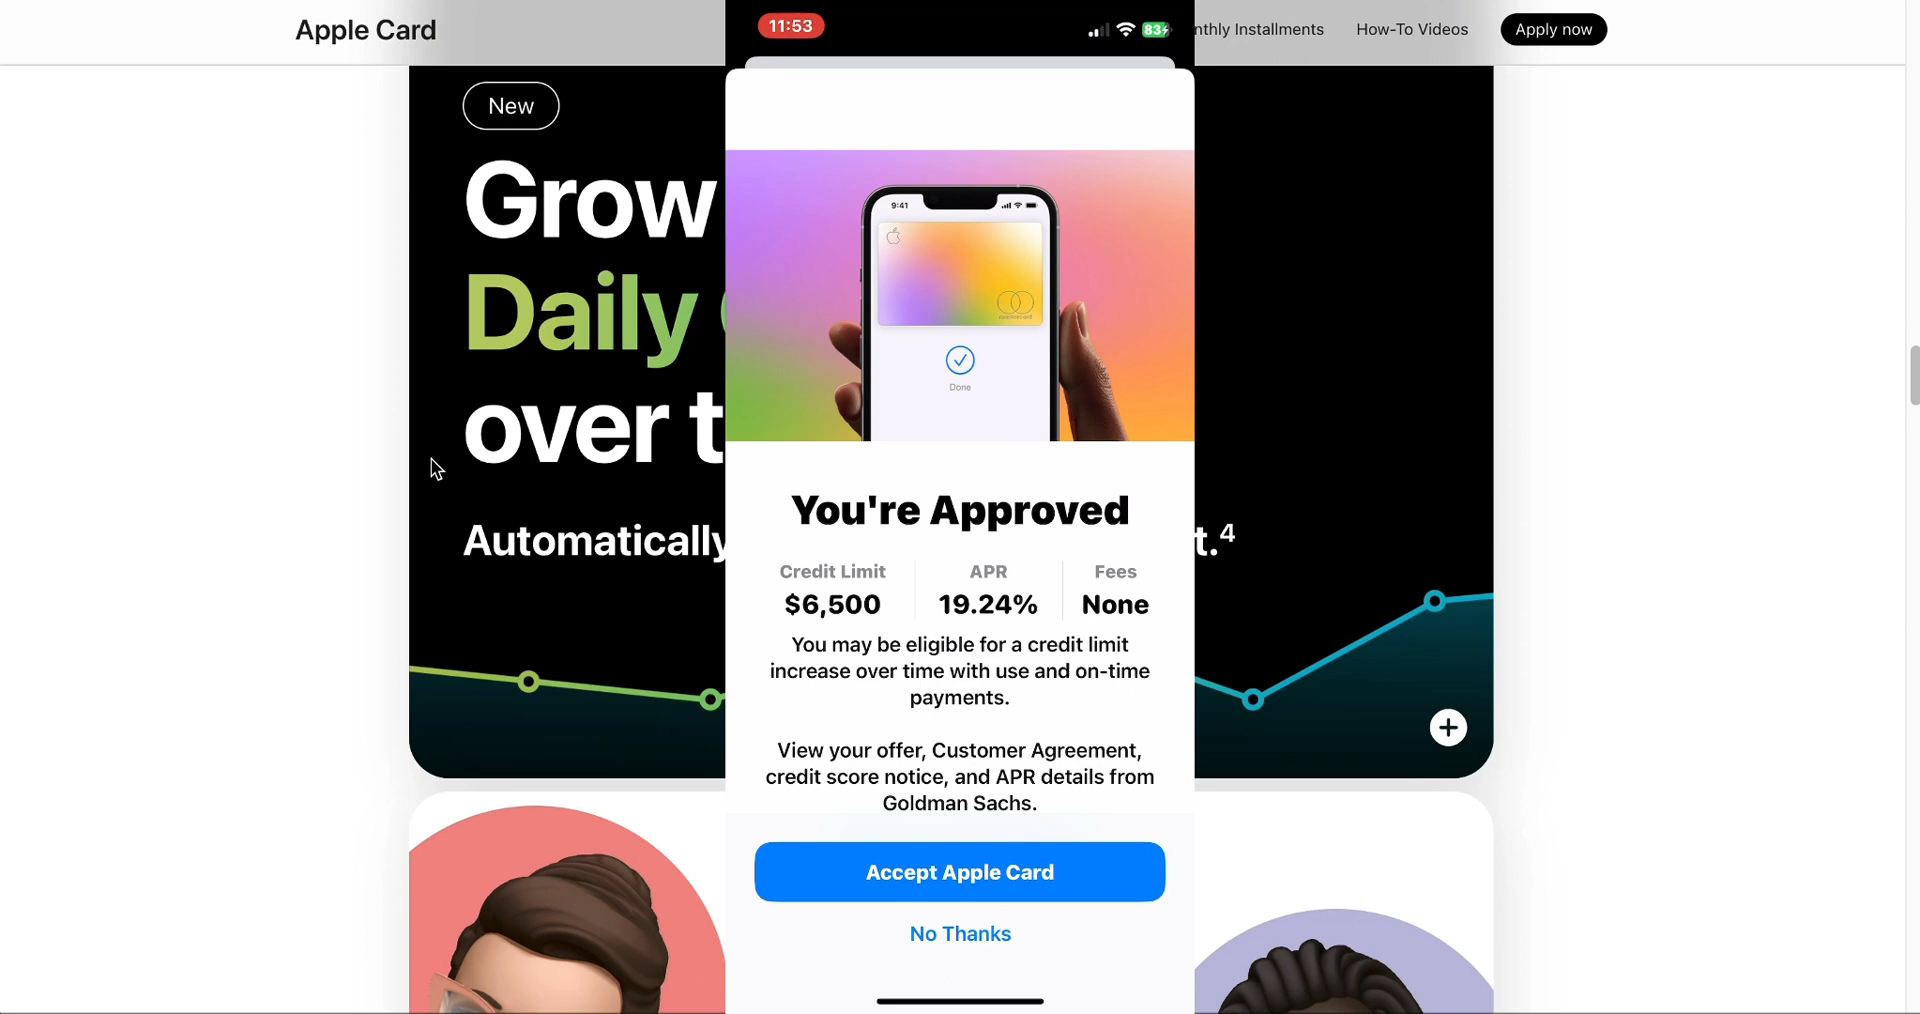 Apple Card
nthly Installments
How-To Videos
Apply now
11:53
83
New
Grow
Daily
over t
Automatically
t.4
9:41
Done
You're Approved
Credit Limit
APR
Fees
$6,500
19.24%
None
You may be eligible for a credit limit
increase over time with use and on-time
payments.
View your offer, Customer Agreement,
credit score notice, and APR details from
Goldman Sachs.
Accept Apple Card
No Thanks